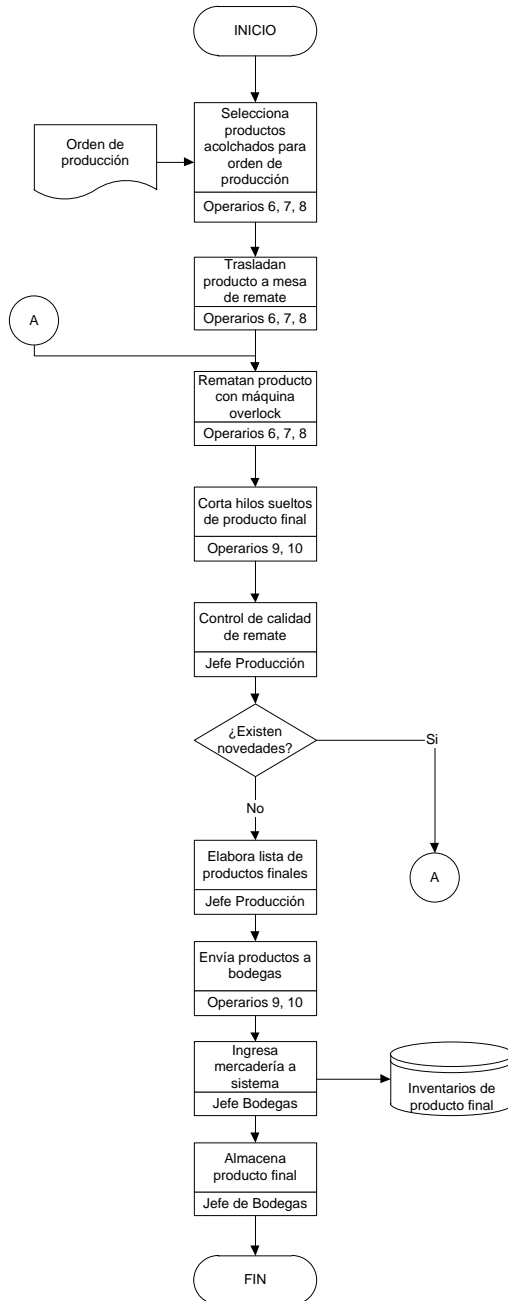 INICIO
Orden de
producción
Selecciona
productos
acolchados para
orden de
producción
Operarios 6, 7, 8
Trasladan
producto a mesa
de remate
Operarios 6, 7, 8
A
Rematan producto
con máquina
overlock
Operarios 6, 7, 8
Corta hilos sueltos
de producto final
Operarios 9, 10
Control de calidad
de remate
Jefe Producción
¿Existen
novedades?
Si
No
A
Elabora lista de
productos finales
Jefe Producción
Envía productos a
bodegas
Operarios 9, 10
Ingresa
mercadería a
sistema
Jefe Bodegas
Inventarios de
producto final
Almacena
producto final
Jefe de Bodegas
FIN